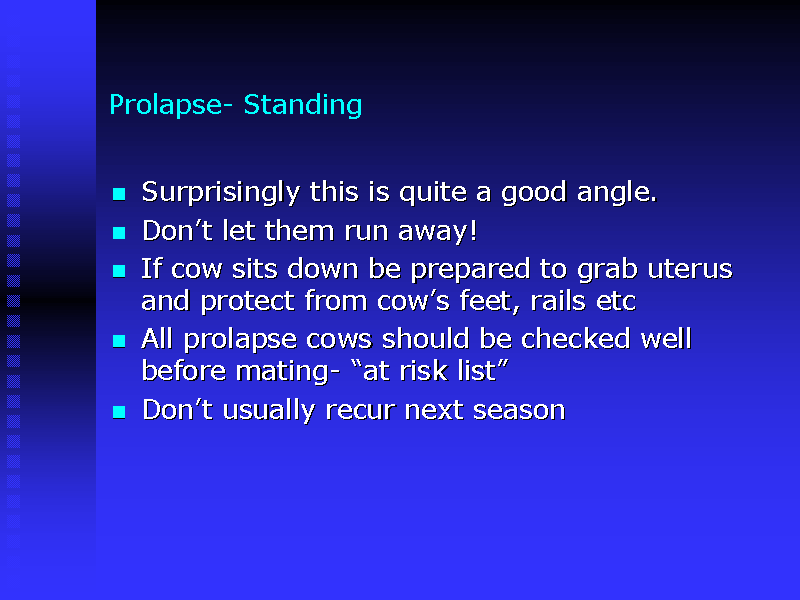 Prolapse- Standing
Surprisingly this is quite a good angle.
Don’t let them run away!
If cow sits down be prepared to grab uterus
and protect from cow’s feet, rails etc
All prolapse cows should be checked well
before mating- “at risk list”
Don’t usually recur next season